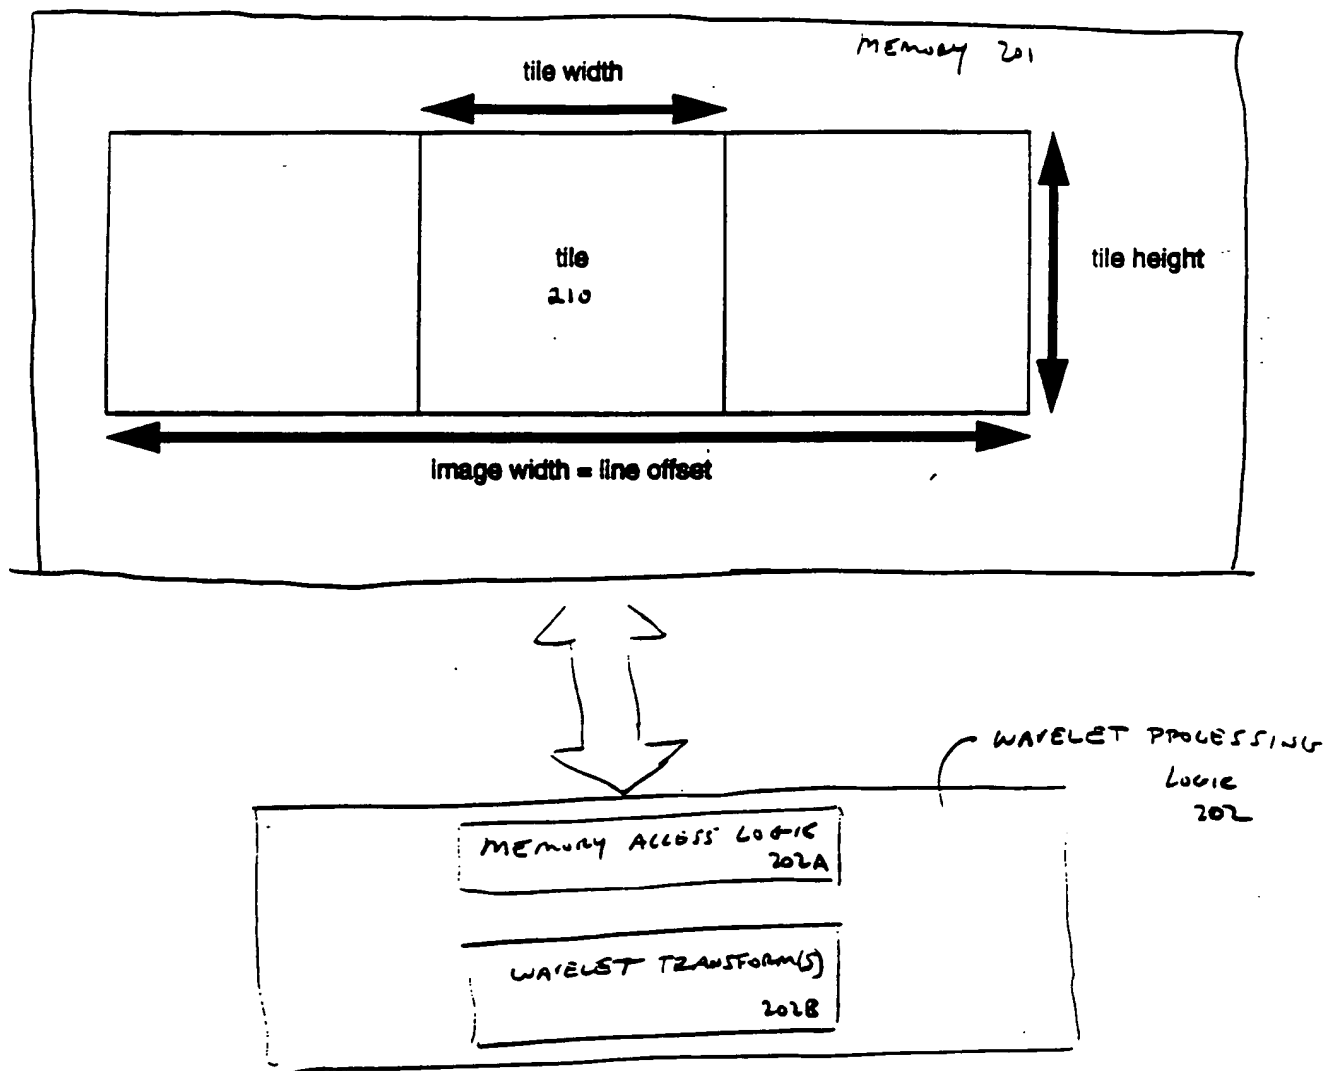 MEMORY 201
tile width
tile
210
tile height
image width = line offset
WAVELET PROCESSING
LOGIC
202
MEMORY ACCESS LOGIC
202A
WAVELET TRANSFORM(S)
202B